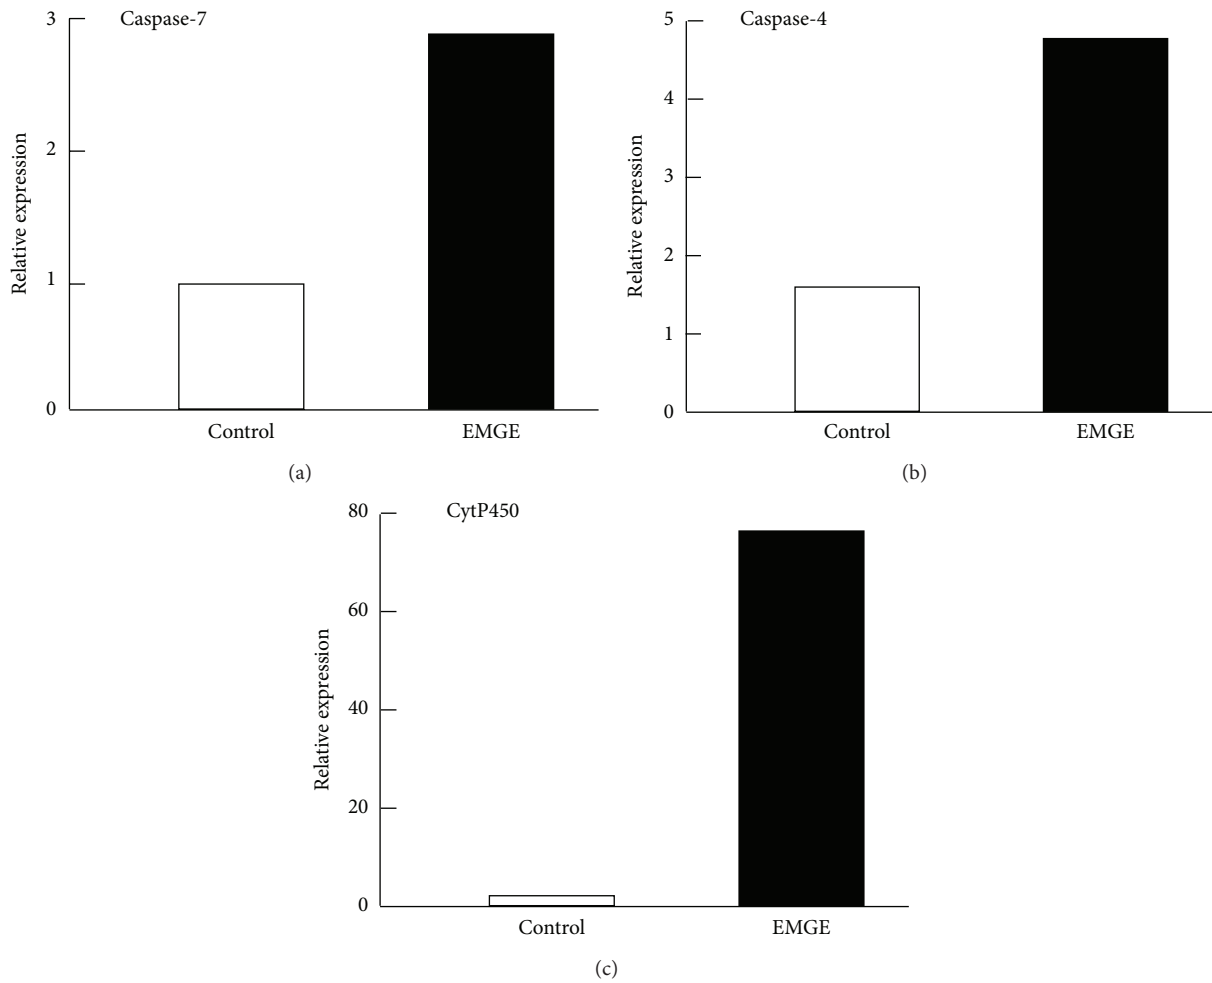 Caspase-7
3
2
1
0
Relative expression
Control EMGE
(a)
Caspase-4
5
4
3
2
1
0
Relative expression
Control EMGE
(b)
CytP450
80
60
40
20
0
Relative expression
Control EMGE
(c)